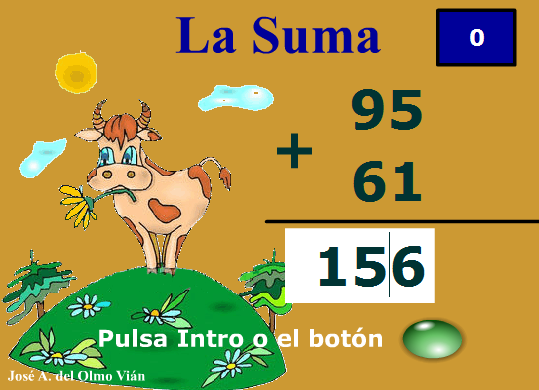 La Suma
0
95
+ 61
156
Pulsa Intro o el botón
José A. del Olmo Vián